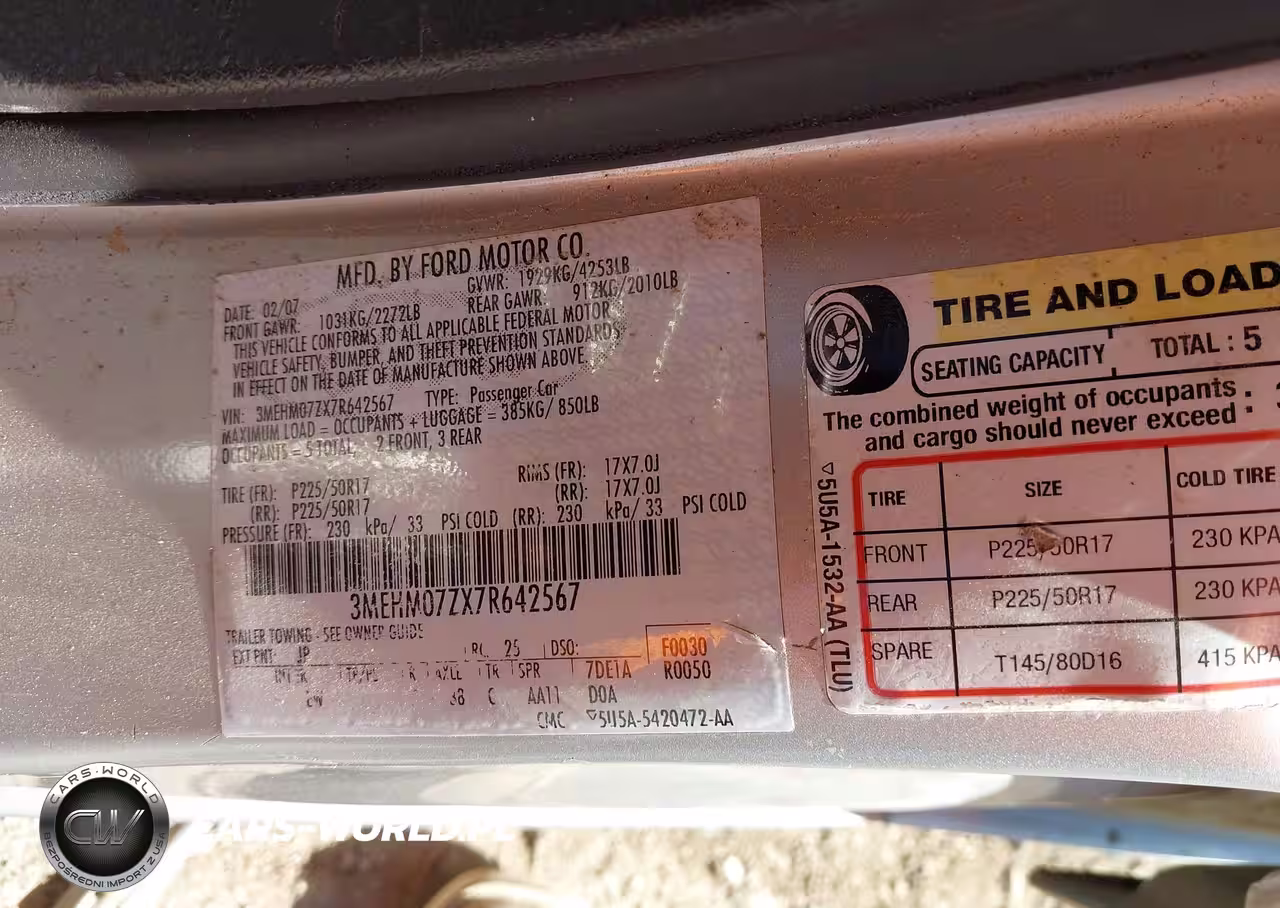 MFD. BY FORD MOTOR CO.
DATE: 02/07 GVWR: 1929KG/4253LB
FRONT GAWR: 1031KG/2272LB REAR GAWR: 912KG/2010LB
THIS VEHICLE CONFORMS TO ALL APPLICABLE FEDERAL MOTOR
VEHICLE SAFETY, BUMPER, AND THEFT PREVENTION STANDARDS
IN EFFECT ON THE DATE OF MANUFACTURE SHOWN ABOVE.
VIN: 3MEHM07ZX7R642567 TYPE: Passenger Car
MAXIMUM LOAD = OCCUPANTS + LUGGAGE = 385KG/ 850LB
OCCUPANTS = 5 TOTAL, 2 FRONT, 3 REAR
RIMS (FR): 17X7.0J
TIRE (FR): P225/50R17 (RR): 17X7.0J
(RR): P225/50R17
PRESSURE (FR): 230 kPa/ 33 PSI COLD (RR): 230 kPa/ 33 PSI COLD
3MEHM07ZX7R642567
TRAILER TOWING - SEE OWNER GUIDE
EXT PNT: JP RC: 25 DSO: F0030
AXLE TR SPR 7DE1A R0050
C AA11 D0A
CMC ▽5U5A-5420472-AA
TIRE AND LOAD
SEATING CAPACITY TOTAL : 5
The combined weight of occupants :
and cargo should never exceed :
▽5U5A-1532-AA (TLU)
TIRE SIZE COLD TIRE
FRONT P225/50R17 230 KPA
REAR P225/50R17 230 KPA
SPARE T145/80D16 415 KPA
CARS-WORLD
CW
BEZPOŚREDNI IMPORT Z USA
CARS-WORLD.PL